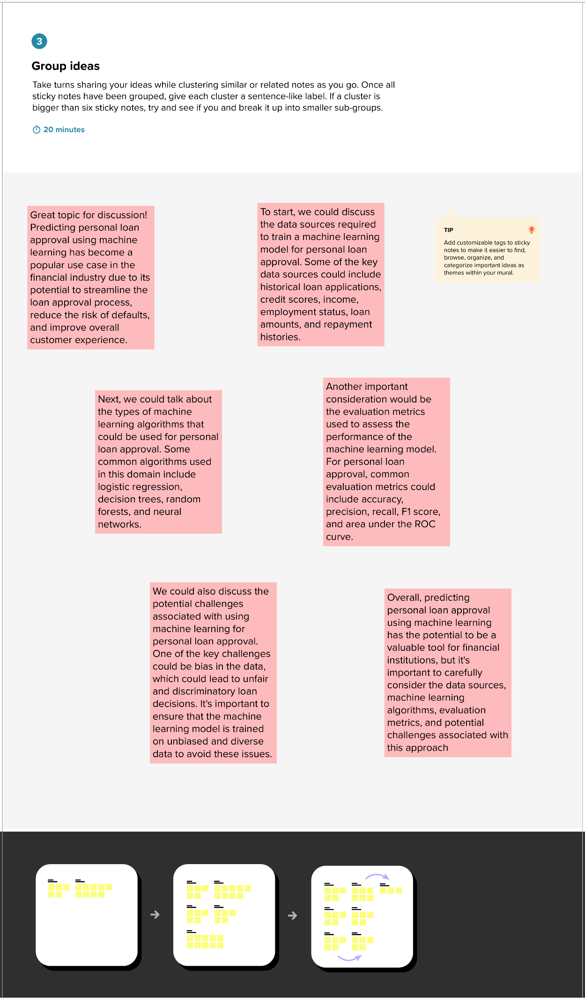 3
Group ideas
Take turns sharing your ideas while clustering similar or related notes as you go. Once all
sticky notes have been grouped, give each cluster a sentence-like label. If a cluster is
bigger than six sticky notes, try and see if you and break it up into smaller sub-groups.
20 minutes
Great topic for discussion!
Predicting personal loan
approval using machine
learning has become a
popular use case in the
financial industry due to its
potential to streamline the
loan approval process,
reduce the risk of defaults,
and improve overall
customer experience.
To start, we could discuss
the data sources required
to train a machine learning
model for personal loan
approval. Some of the key
data sources could include
historical loan applications,
credit scores, income,
employment status, loan
amounts, and repayment
histories.
TIP
Add customizable tags to sticky
notes to make it easier to find,
browse, organize, and
categorize important ideas as
themes within your mural.
Next, we could talk about
the types of machine
learning algorithms that
could be used for personal
loan approval. Some
common algorithms used
in this domain include
logistic regression,
decision trees, random
forests, and neural
networks.
Another important
consideration would be
the evaluation metrics
used to assess the
performance of the
machine learning model.
For personal loan
approval, common
evaluation metrics could
include accuracy,
precision, recall, F1 score,
and area under the ROC
curve.
We could also discuss the
potential challenges
associated with using
machine learning for
personal loan approval.
One of the key challenges
could be bias in the data,
which could lead to unfair
and discriminatory loan
decisions. It's important to
ensure that the machine
learning model is trained
on unbiased and diverse
data to avoid these issues.
Overall, predicting
personal loan approval
using machine learning
has the potential to be a
valuable tool for financial
institutions, but it's
important to carefully
consider the data sources,
machine learning
algorithms, evaluation
metrics, and potential
challenges associated with
this approach